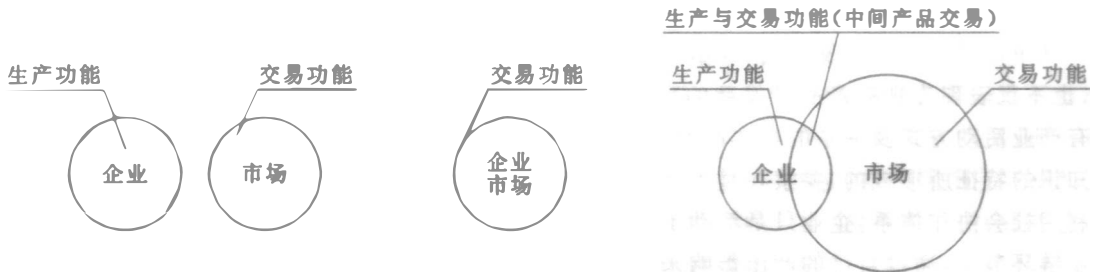 生产功能
交易功能
企业
市场
交易功能
企业
市场
生产与交易功能(中间产品交易)
生产功能
交易功能
企业
市场